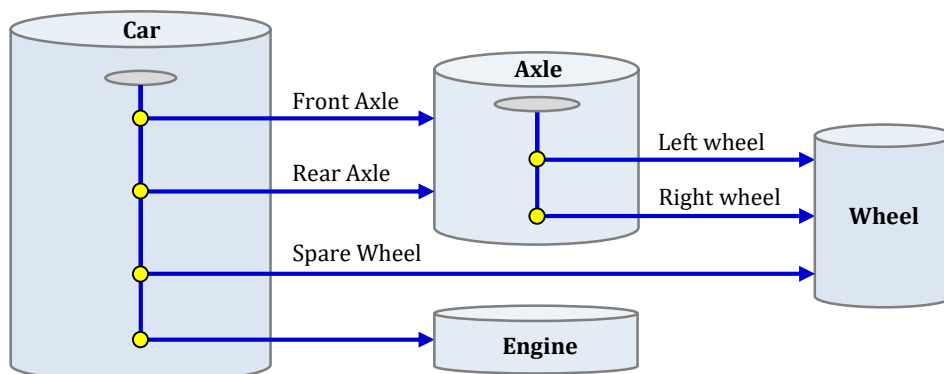 Car
Axle
Front Axle
Left wheel
Rear Axle
Right wheel
Wheel
Spare Wheel
Engine